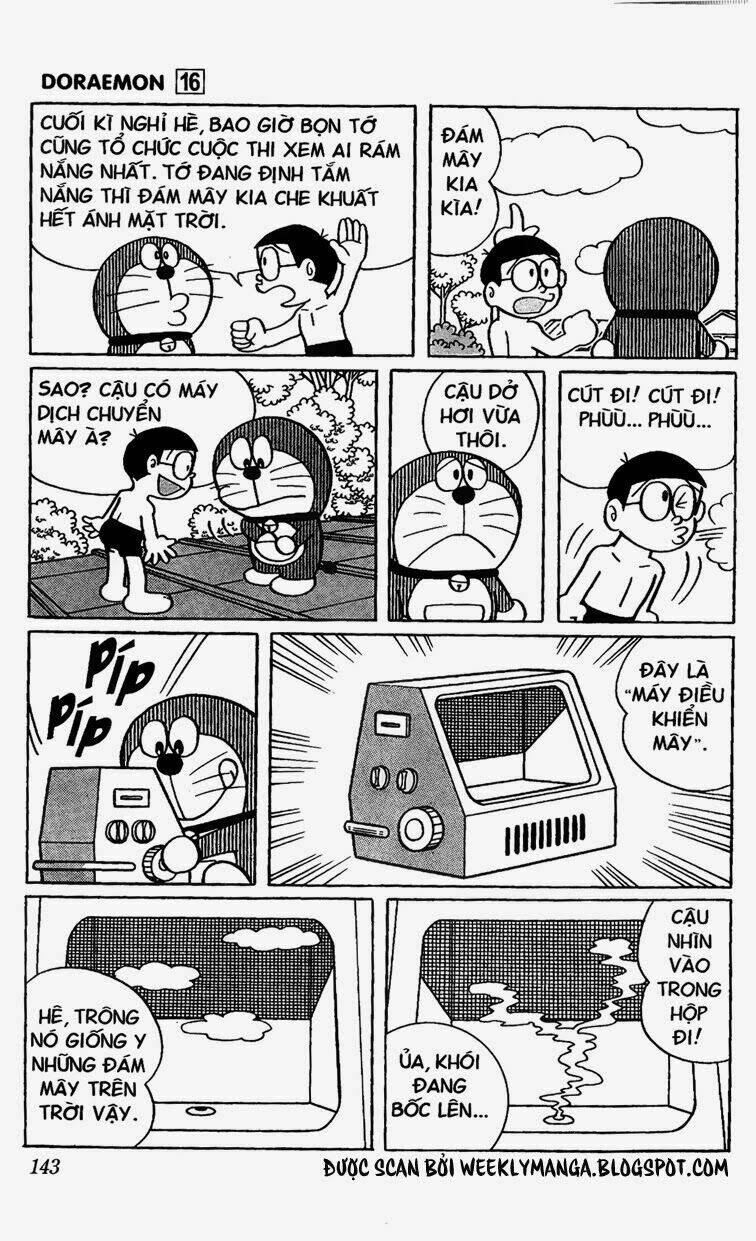 DORAEMON 16
CUỐI KÌ NGHỈ HÈ, BAO GIỜ BỌN TỚ
CŨNG TỔ CHỨC CUỘC THI XEM AI RÁM
NẮNG NHẤT. TỚ ĐANG ĐỊNH TẮM
NẮNG THÌ ĐÁM MÂY KIA CHE KHUẤT
HẾT ÁNH MẶT TRỜI.
ĐÁM
MÂY
KIA
KÌA!
SAO? CẬU CÓ MÁY
DỊCH CHUYỂN
MÂY À?
CẬU DỞ
HƠI VỪA
THÔI.
CÚT ĐI! CÚT ĐI!
PHÙÙ... PHÙÙ...
PÍP
PÍP
ĐÂY LÀ
"MÁY ĐIỀU
KHIỂN
MÂY".
HÊ, TRÔNG
NÓ GIỐNG Y
NHỮNG ĐÁM
MÂY TRÊN
TRỜI VẬY.
CẬU
NHÌN
VÀO
TRONG
HỘP
ĐI!
ỦA, KHÓI
ĐANG
BỐC LÊN...
143
ĐƯỢC SCAN BỞI WEEKLYMANGA.BLOGSPOT.COM